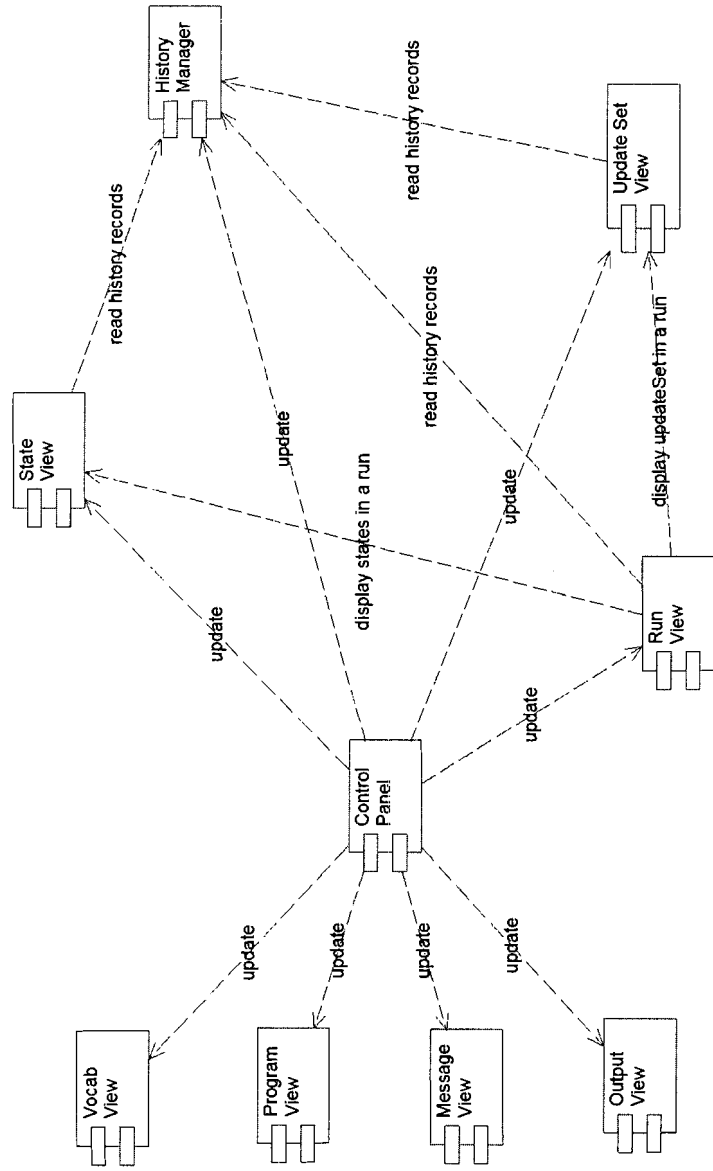 History
Manager
read history records
read history records
Update Set
View
State
View
update
read history records
display updateSet in a run
display states in a run
update
update
Run
View
update
Control
Panel
update
update
update
update
Vocab
View
Program
View
Message
View
Output
View